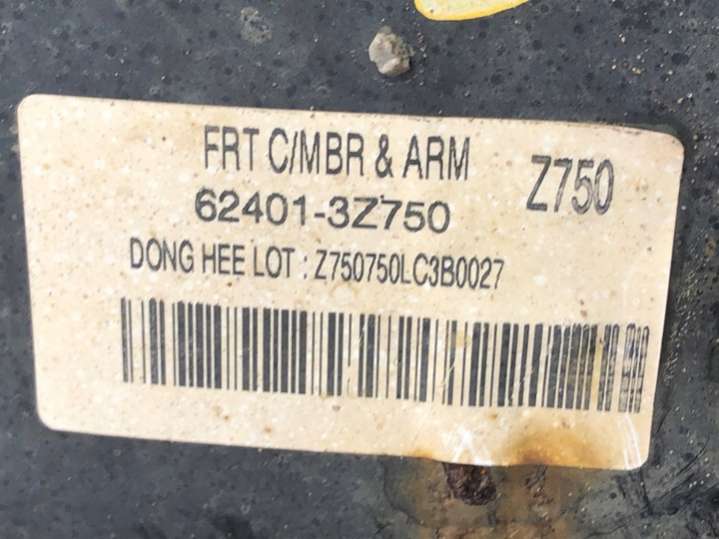 FRT C/MBR & ARM
Z750
62401-3Z750
DONG HEE LOT : Z750750LC3B0027